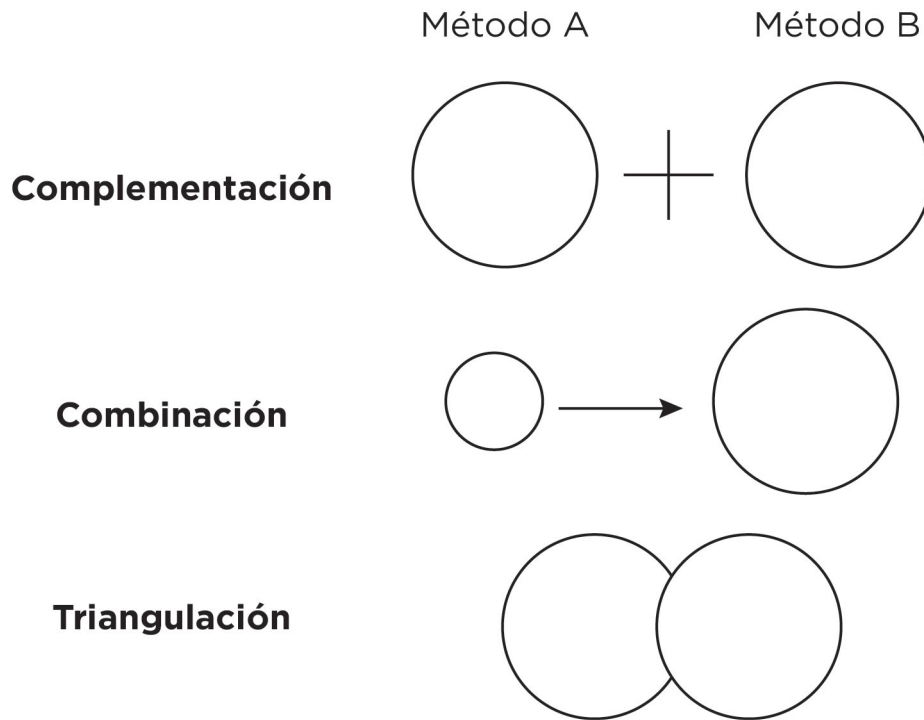 Método A Método B
Complementación
Combinación
Triangulación